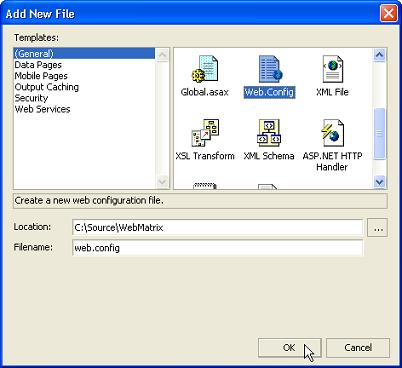 Add New File
Templates:
(General)
Data Pages
Mobile Pages
Output Caching
Security
Web Services
Global.asax
Web.Config
XML File
XSL Transform
XML Schema
ASP.NET HTTP
Handler
Create a new web configuration file.
Location:
C:\Source\WebMatrix
...
Filename:
web.config
OK
Cancel